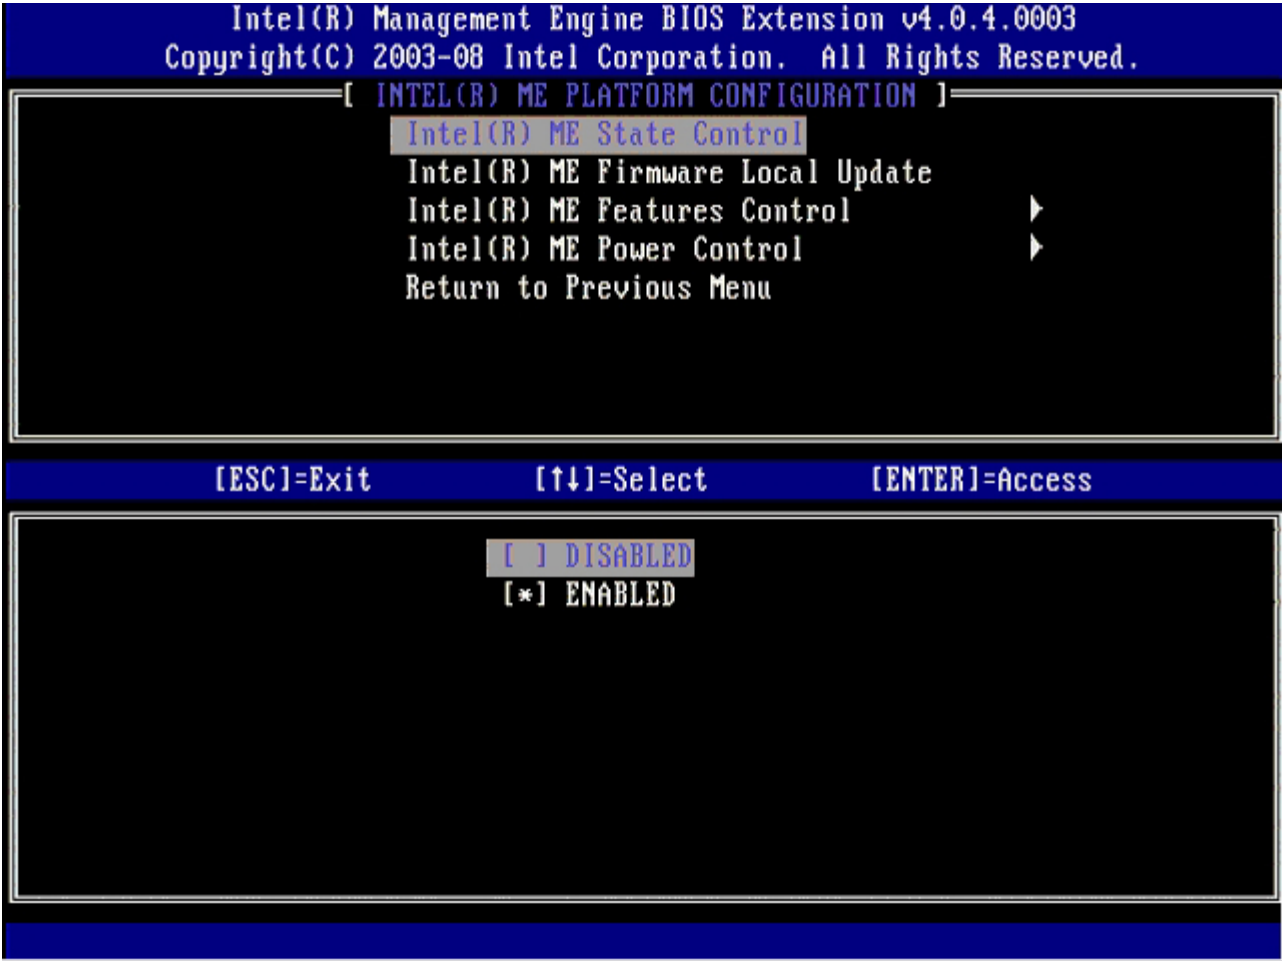 Intel(R) Management Engine BIOS Extension v4.0.4.0003
Copyright(C) 2003-08 Intel Corporation. All Rights Reserved.
[ INTEL(R) ME PLATFORM CONFIGURATION ]
Intel(R) ME State Control
Intel(R) ME Firmware Local Update
Intel(R) ME Features Control ►
Intel(R) ME Power Control ►
Return to Previous Menu
[ESC]=Exit [↑↓]=Select [ENTER]=Access
[ ] DISABLED
[*] ENABLED